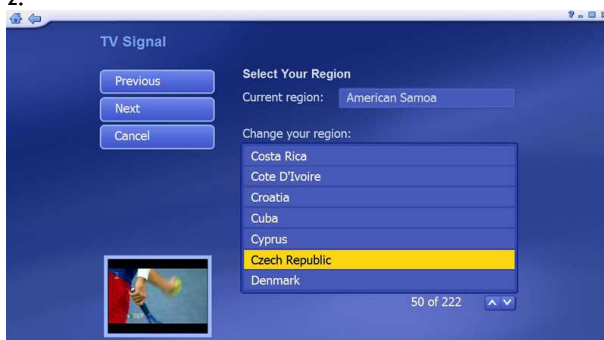 2.
TV Signal
Previous
Next
Cancel
Select Your Region
Current region: American Samoa
Change your region:
Costa Rica
Cote D'Ivoire
Croatia
Cuba
Cyprus
Czech Republic
Denmark
50 of 222